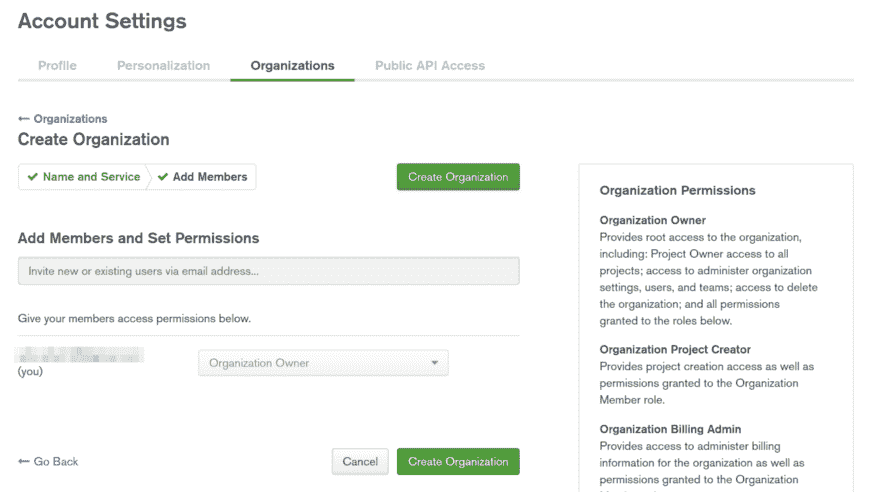 Account Settings
Profile Personalization Organizations Public API Access
← Organizations
Create Organization
✔ Name and Service ✔ Add Members
Create Organization
Add Members and Set Permissions
Invite new or existing users via email address...
Give your members access permissions below.
(you)
Organization Owner
← Go Back
Cancel
Create Organization
Organization Permissions
Organization Owner
Provides root access to the organization,
including: Project Owner access to all
projects; access to administer organization
settings, users, and teams; access to delete
the organization; and all permissions
granted to the roles below.
Organization Project Creator
Provides project creation access as well as
permissions granted to the Organization
Member role.
Organization Billing Admin
Provides access to administer billing
information for the organization as well as
permissions granted to the Organization